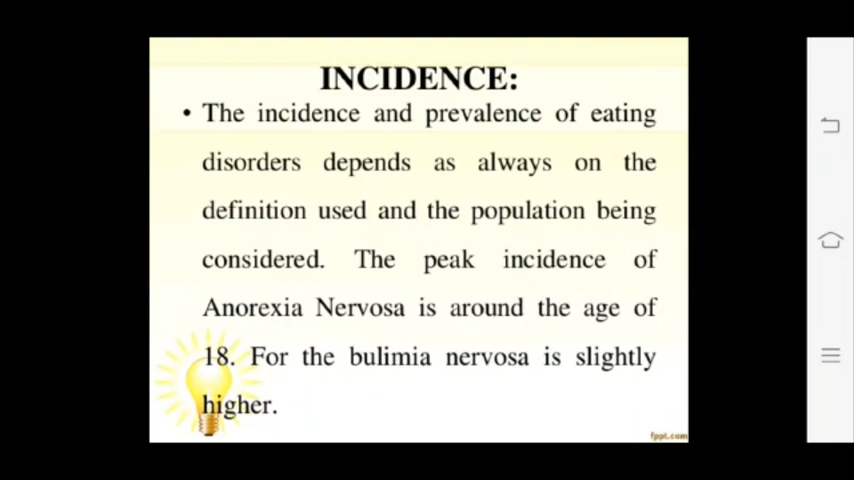 INCIDENCE:
• The incidence and prevalence of eating
disorders depends as always on the
definition used and the population being
considered. The peak incidence of
Anorexia Nervosa is around the age of
18. For the bulimia nervosa is slightly
higher.
fppt.com